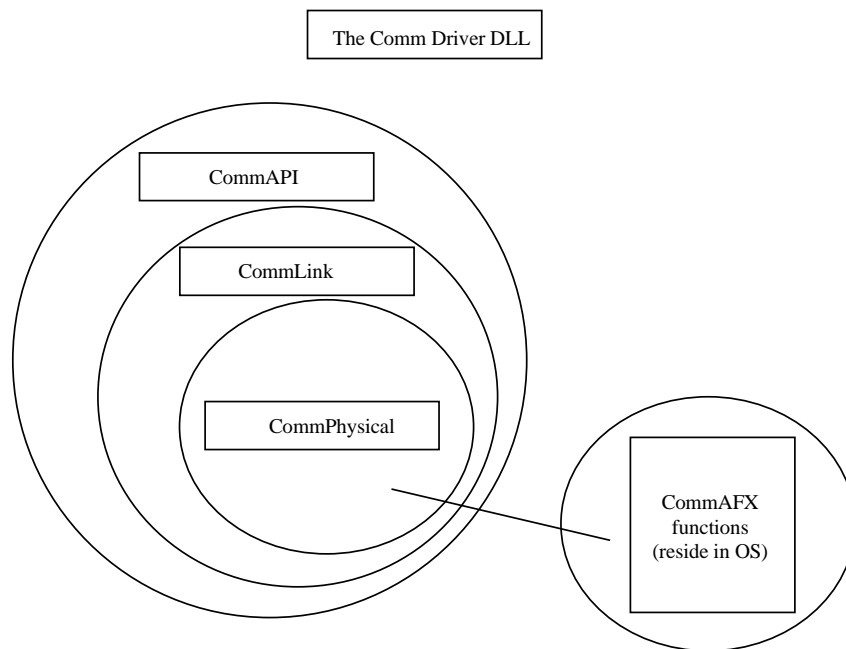 The Comm Driver DLL
CommAPI
CommLink
CommPhysical
CommAFX
functions
(reside in OS)